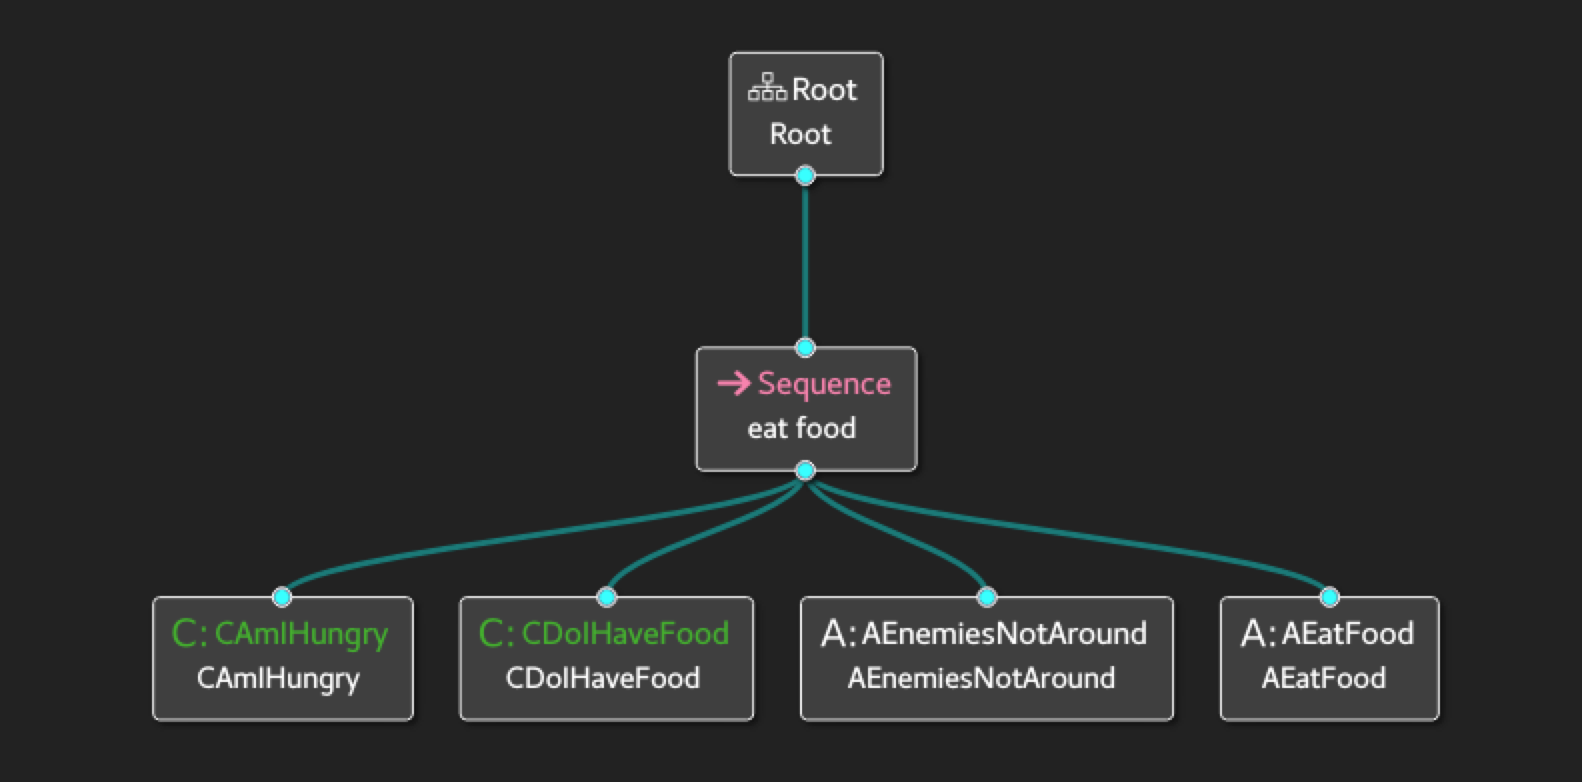 Root
Root
Sequence
eat food
C: CAmIHungry
CAmIHungry
C: CDoIHaveFood
CDoIHaveFood
A: AEnemiesNotAround
AEnemiesNotAround
A: AEatFood
AEatFood